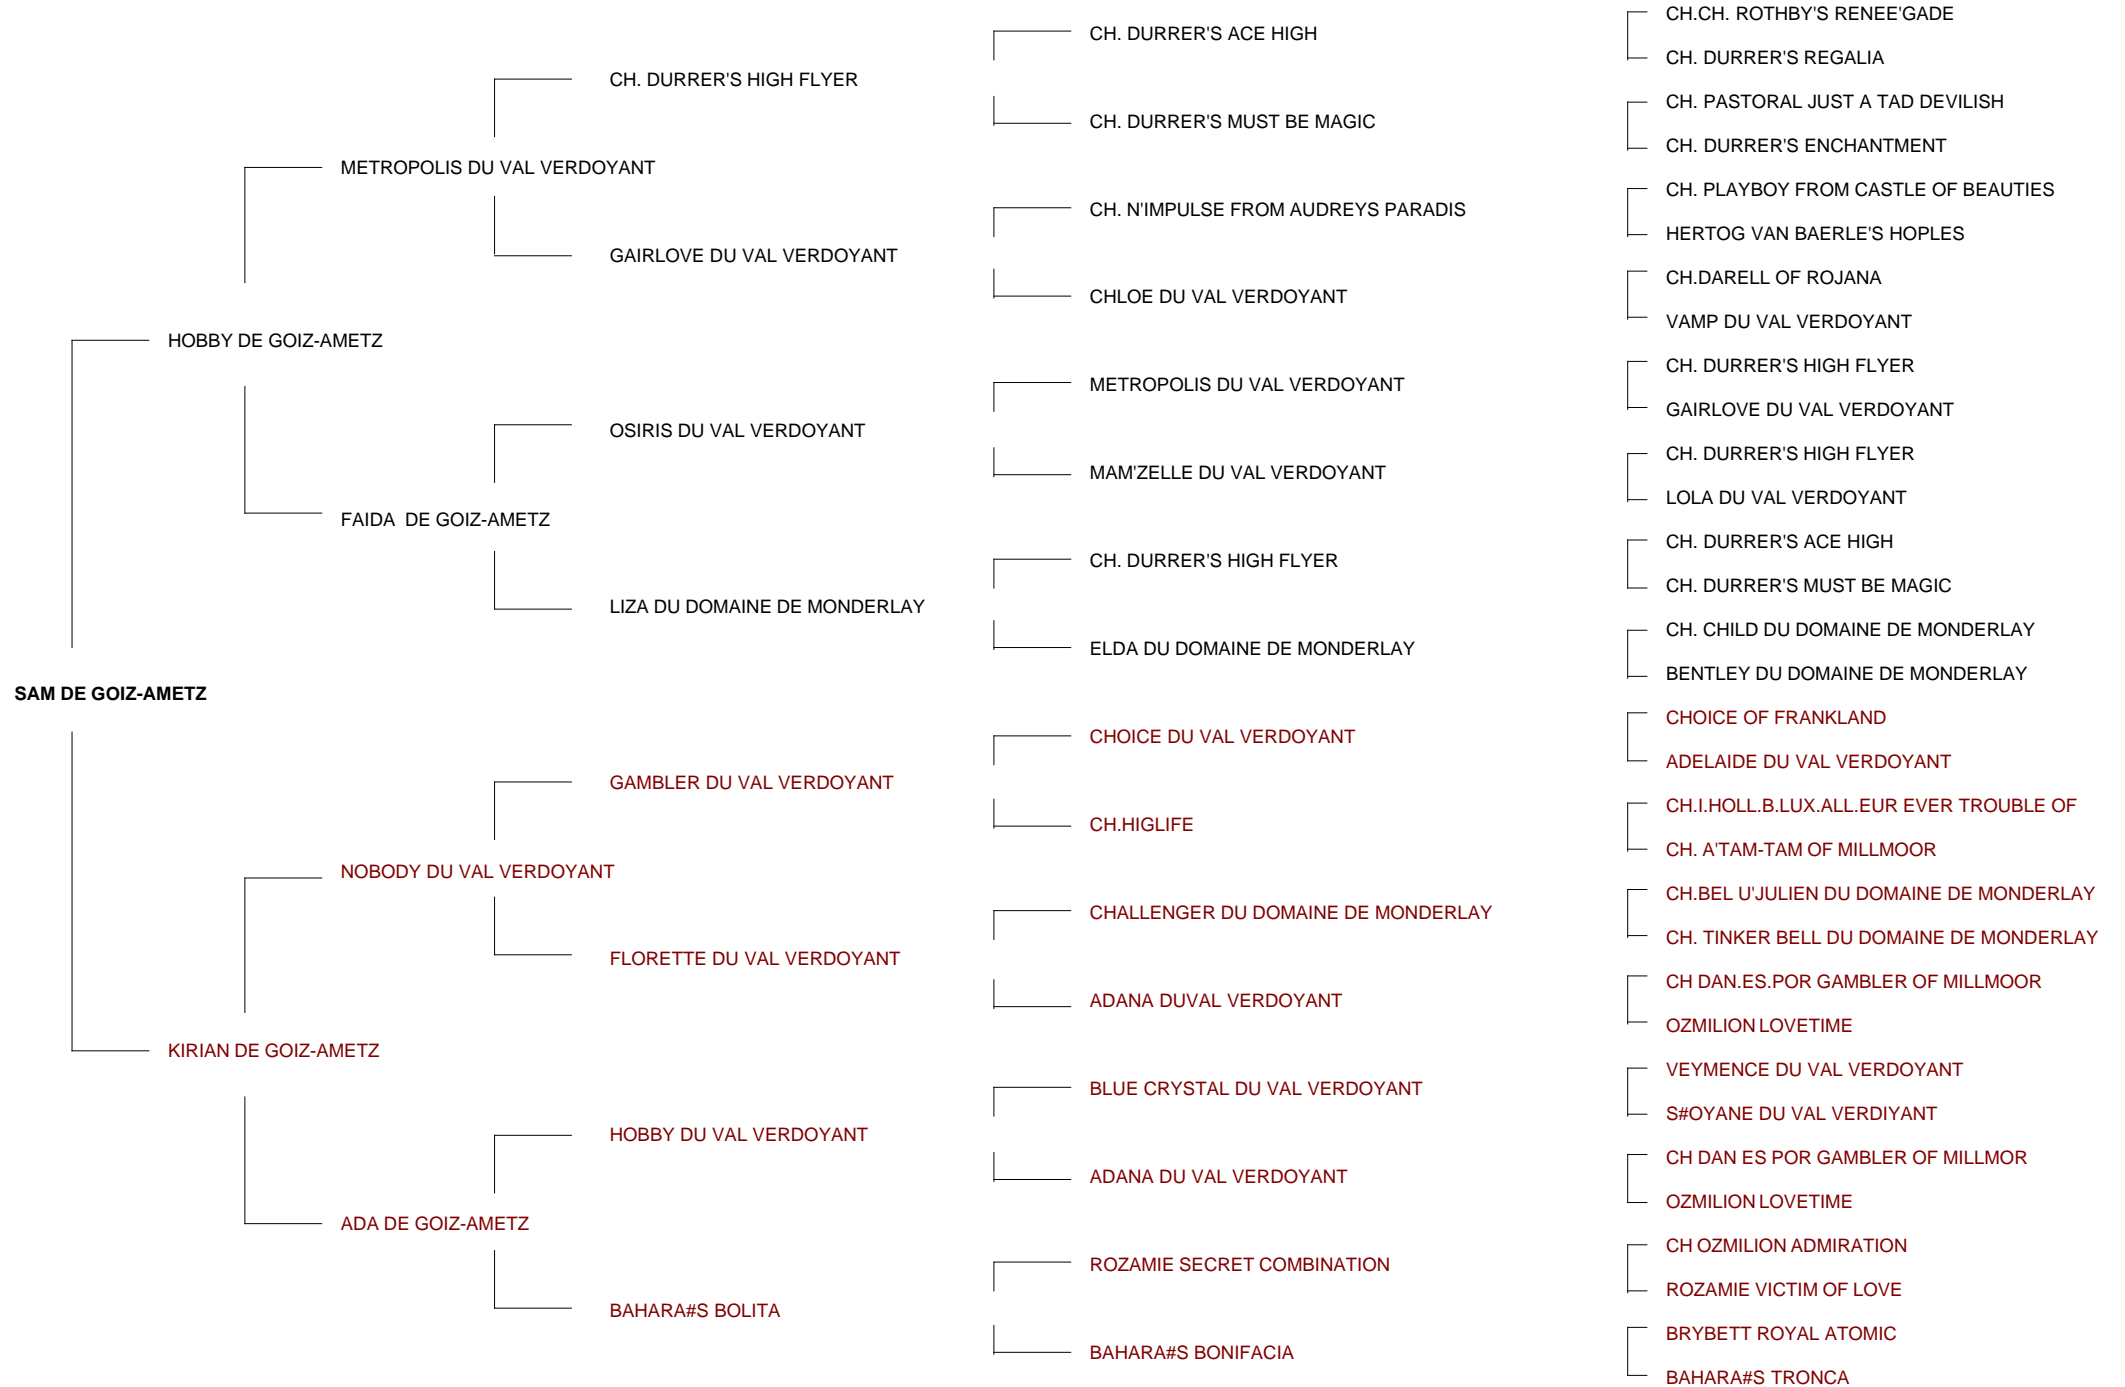 CH.CH. ROTHBY'S RENEE'GADE
CH. DURRER'S ACE HIGH
CH. DURRER'S REGALIA
CH. DURRER'S HIGH FLYER
CH. PASTORAL JUST A TAD DEVILISH
CH. DURRER'S MUST BE MAGIC
CH. DURRER'S ENCHANTMENT
METROPOLIS DU VAL VERDOYANT
CH. PLAYBOY FROM CASTLE OF BEAUTIES
CH. N'IMPULSE FROM AUDREYS PARADIS
HERTOG VAN BAERLE'S HOPLES
GAIRLOVE DU VAL VERDOYANT
CH.DARELL OF ROJANA
CHLOE DU VAL VERDOYANT
VAMP DU VAL VERDOYANT
HOBBY DE GOIZ-AMETZ
CH. DURRER'S HIGH FLYER
METROPOLIS DU VAL VERDOYANT
GAIRLOVE DU VAL VERDOYANT
OSIRIS DU VAL VERDOYANT
CH. DURRER'S HIGH FLYER
MAM'ZELLE DU VAL VERDOYANT
LOLA DU VAL VERDOYANT
FAIDA  DE GOIZ-AMETZ
CH. DURRER'S ACE HIGH
CH. DURRER'S HIGH FLYER
CH. DURRER'S MUST BE MAGIC
LIZA DU DOMAINE DE MONDERLAY
CH. CHILD DU DOMAINE DE MONDERLAY
ELDA DU DOMAINE DE MONDERLAY
BENTLEY DU DOMAINE DE MONDERLAY
SAM DE GOIZ-AMETZ
CHOICE OF FRANKLAND
CHOICE DU VAL VERDOYANT
ADELAIDE DU VAL VERDOYANT
GAMBLER DU VAL VERDOYANT
CH.I.HOLL.B.LUX.ALL.EUR EVER TROUBLE OF
CH.HIGLIFE
CH. A'TAM-TAM OF MILLMOOR
NOBODY DU VAL VERDOYANT
CH.BEL U'JULIEN DU DOMAINE DE MONDERLAY
CHALLENGER DU DOMAINE DE MONDERLAY
CH. TINKER BELL DU DOMAINE DE MONDERLAY
FLORETTE DU VAL VERDOYANT
CH DAN.ES.POR GAMBLER OF MILLMOOR
ADANA DUVAL VERDOYANT
OZMILION LOVETIME
KIRIAN DE GOIZ-AMETZ
VEYMENCE DU VAL VERDOYANT
BLUE CRYSTAL DU VAL VERDOYANT
S#OYANE DU VAL VERDIYANT
HOBBY DU VAL VERDOYANT
CH DAN ES POR GAMBLER OF MILLMOR
ADANA DU VAL VERDOYANT
OZMILION LOVETIME
ADA DE GOIZ-AMETZ
CH OZMILION ADMIRATION
ROZAMIE SECRET COMBINATION
ROZAMIE VICTIM OF LOVE
BAHARA#S BOLITA
BRYBETT ROYAL ATOMIC
BAHARA#S BONIFACIA
BAHARA#S TRONCA